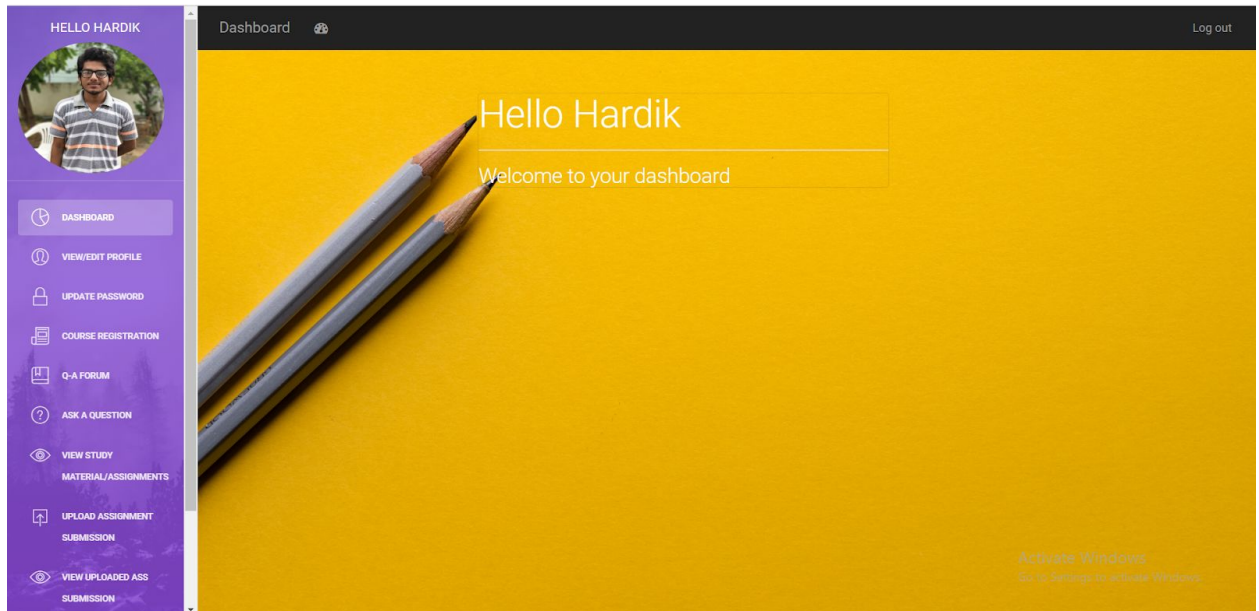 HELLO HARDIK
Dashboard
Log out
Hello Hardik
Welcome to your dashboard
DASHBOARD
VIEW/EDIT PROFILE
UPDATE PASSWORD
COURSE REGISTRATION
Q-A FORUM
ASK A QUESTION
VIEW STUDY
MATERIAL/ASSIGNMENTS
UPLOAD ASSIGNMENT
SUBMISSION
VIEW UPLOADED ASS
SUBMISSION
Activate Windows
Go to Settings to activate Windows.